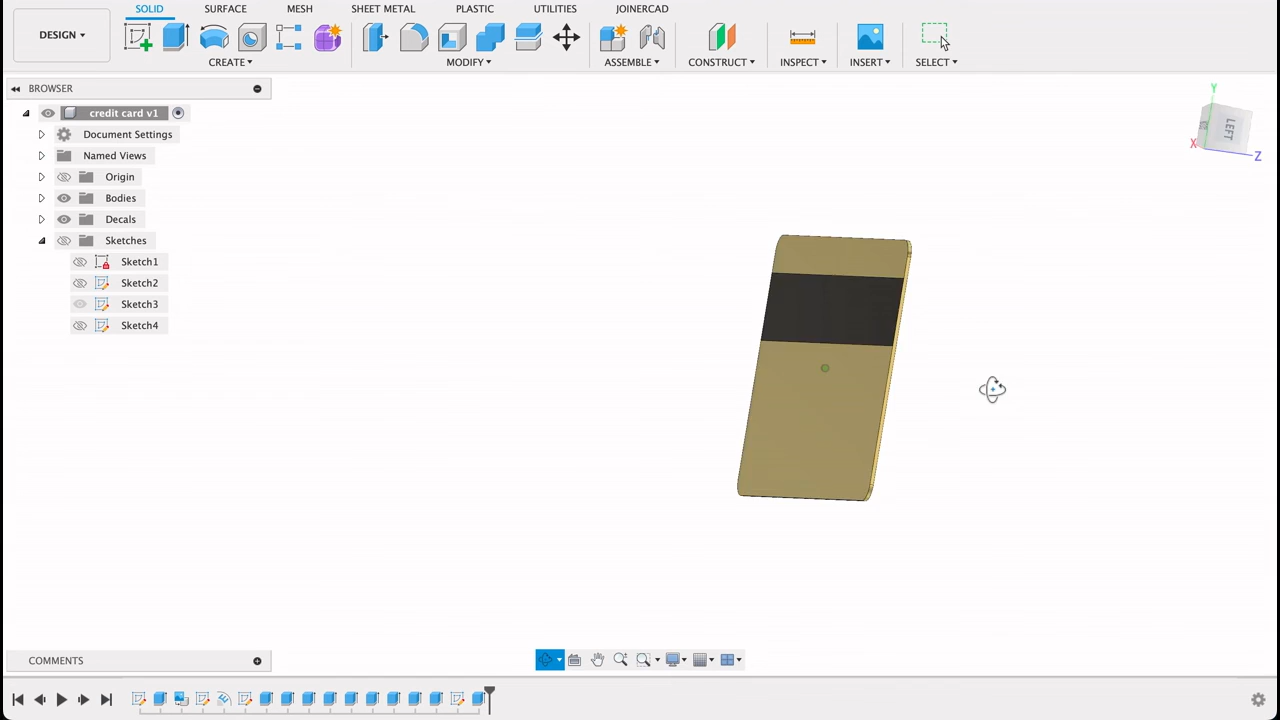 SOLID SURFACE MESH SHEET METAL PLASTIC UTILITIES JOINERCAD
DESIGN
CREATE MODIFY ASSEMBLE CONSTRUCT INSPECT INSERT SELECT
BROWSER
credit card v1
Document Settings
Named Views
Origin
Bodies
Decals
Sketches
Sketch1
Sketch2
Sketch3
Sketch4
Y
LEFT
X
Z
COMMENTS